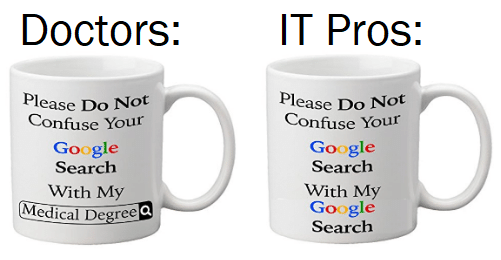 Doctors:
Please Do Not
Confuse Your
Google
Search
With My
Medical Degree
IT Pros:
Please Do Not
Confuse Your
Google
Search
With My
Google
Search